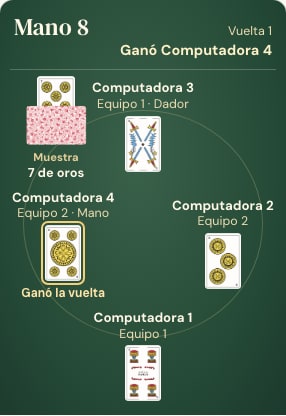 Mano 8
Vuelta 1
Ganó Computadora 4
Computadora 3
Equipo 1 · Dador
Muestra
7 de oros
Computadora 4
Equipo 2 · Mano
Computadora 2
Equipo 2
Ganó la vuelta
Computadora 1
Equipo 1